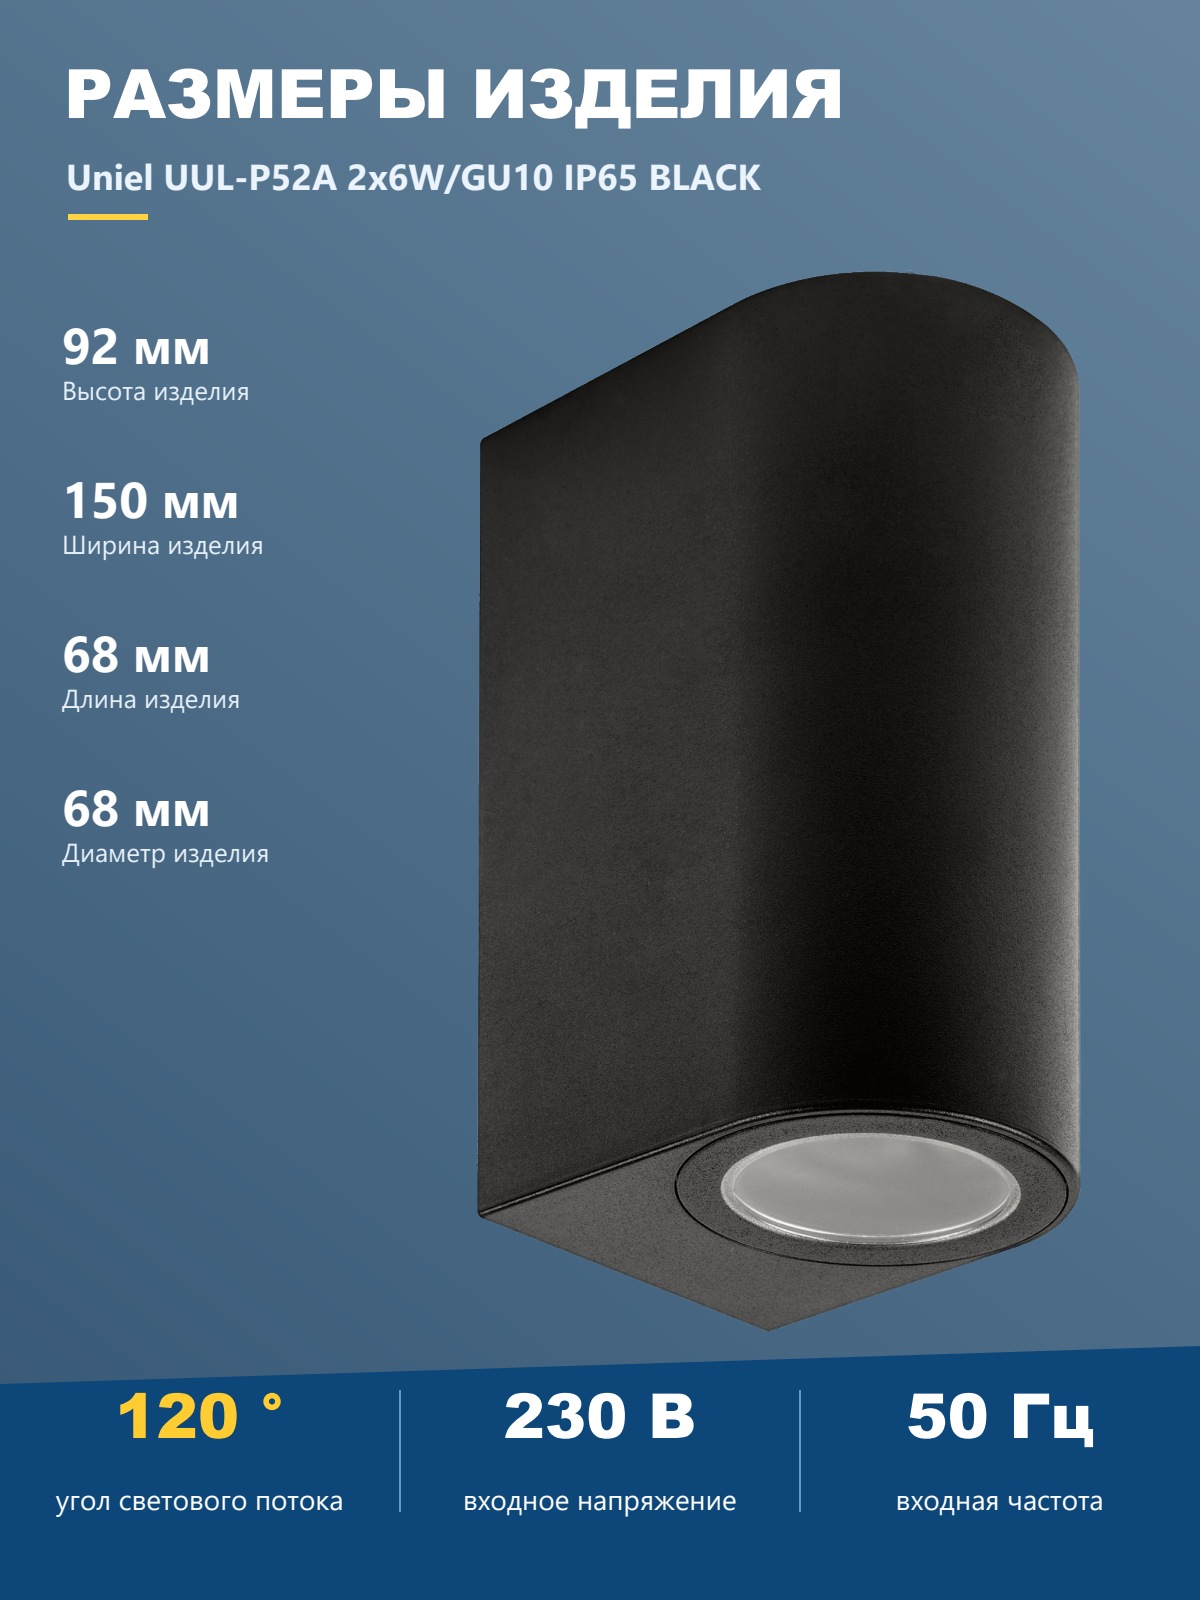 РАЗМЕРЫ ИЗДЕЛИЯ
Uniel UUL-P52A 2x6W/GU10 IP65 BLACK
92 мм
Высота изделия
150 мм
Ширина изделия
68 мм
Длина изделия
68 мм
Диаметр изделия
120 °
угол светового потока
230 В
входное напряжение
50 Гц
входная частота